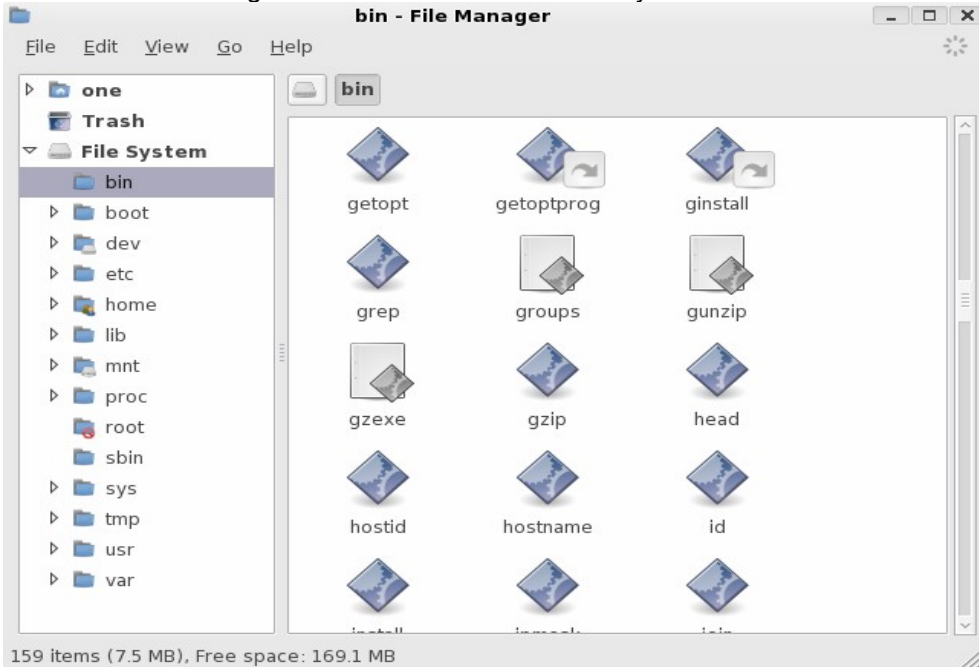 bin - File Manager
File Edit View Go Help
one
Trash
File System
bin
boot
dev
etc
home
lib
mnt
proc
root
sbin
sys
tmp
usr
var
bin
getopt getoptprog ginstall
grep groups gunzip
gzexe gzip head
hostid hostname id
159 items (7.5 MB), Free space: 169.1 MB